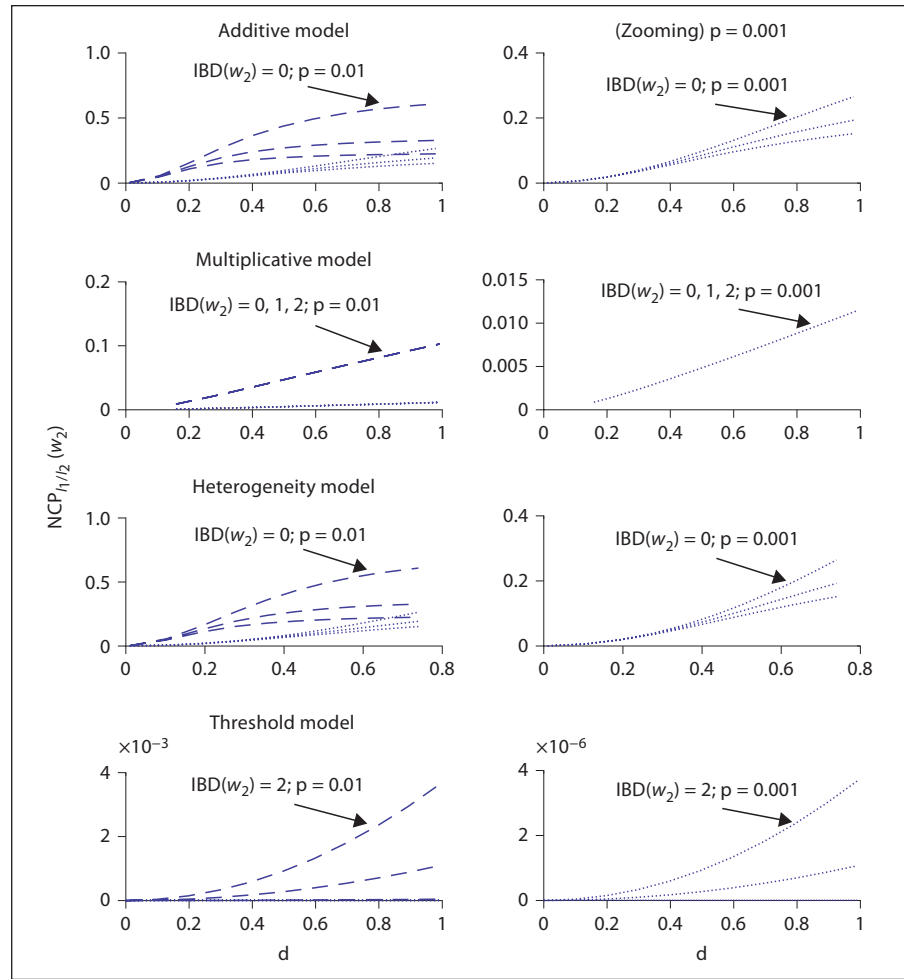 Additive model
1.0
IBD(w₂) = 0; p = 0.01
0.5
0
0 0.2 0.4 0.6 0.8 1
(Zooming) p = 0.001
0.4
IBD(w₂) = 0; p = 0.001
0.2
0
0 0.2 0.4 0.6 0.8 1
Multiplicative model
0.2
IBD(w₂) = 0, 1, 2; p = 0.01
0.1
0
0 0.2 0.4 0.6 0.8 1
0.015
IBD(w₂) = 0, 1, 2; p = 0.001
0.010
0.005
0
0 0.2 0.4 0.6 0.8 1
NCP_{l₁/l₂} (w₂)
Heterogeneity model
1.0
IBD(w₂) = 0; p = 0.01
0.5
0
0 0.2 0.4 0.6 0.8
0.4
IBD(w₂) = 0; p = 0.001
0.2
0
0 0.2 0.4 0.6 0.8
Threshold model
×10⁻³
4
IBD(w₂) = 2; p = 0.01
2
0
0 0.2 0.4 0.6 0.8 1
d
×10⁻⁶
4
IBD(w₂) = 2; p = 0.001
2
0
0 0.2 0.4 0.6 0.8 1
d